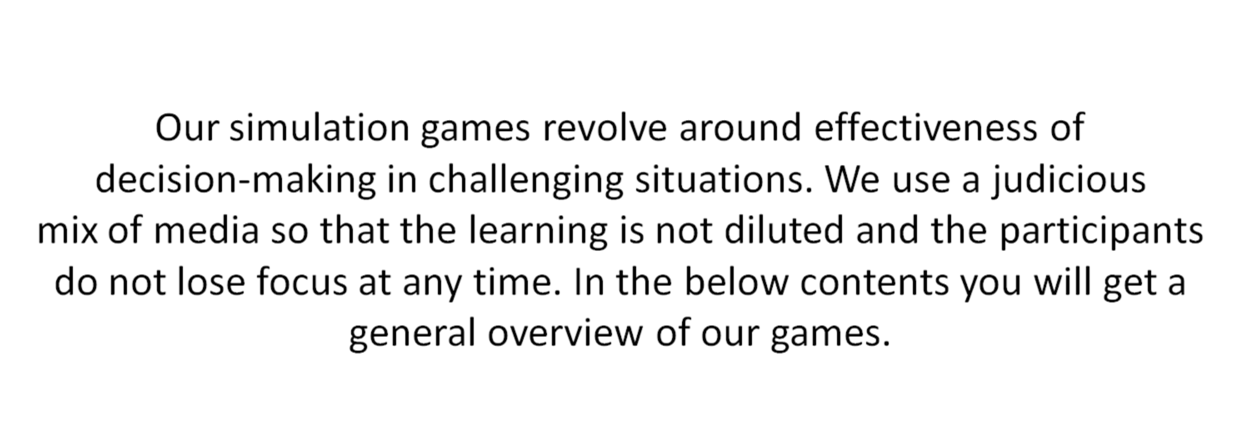 Our simulation games revolve around effectiveness of
decision-making in challenging situations. We use a judicious
mix of media so that the learning is not diluted and the participants
do not lose focus at any time. In the below contents you will get a
general overview of our games.